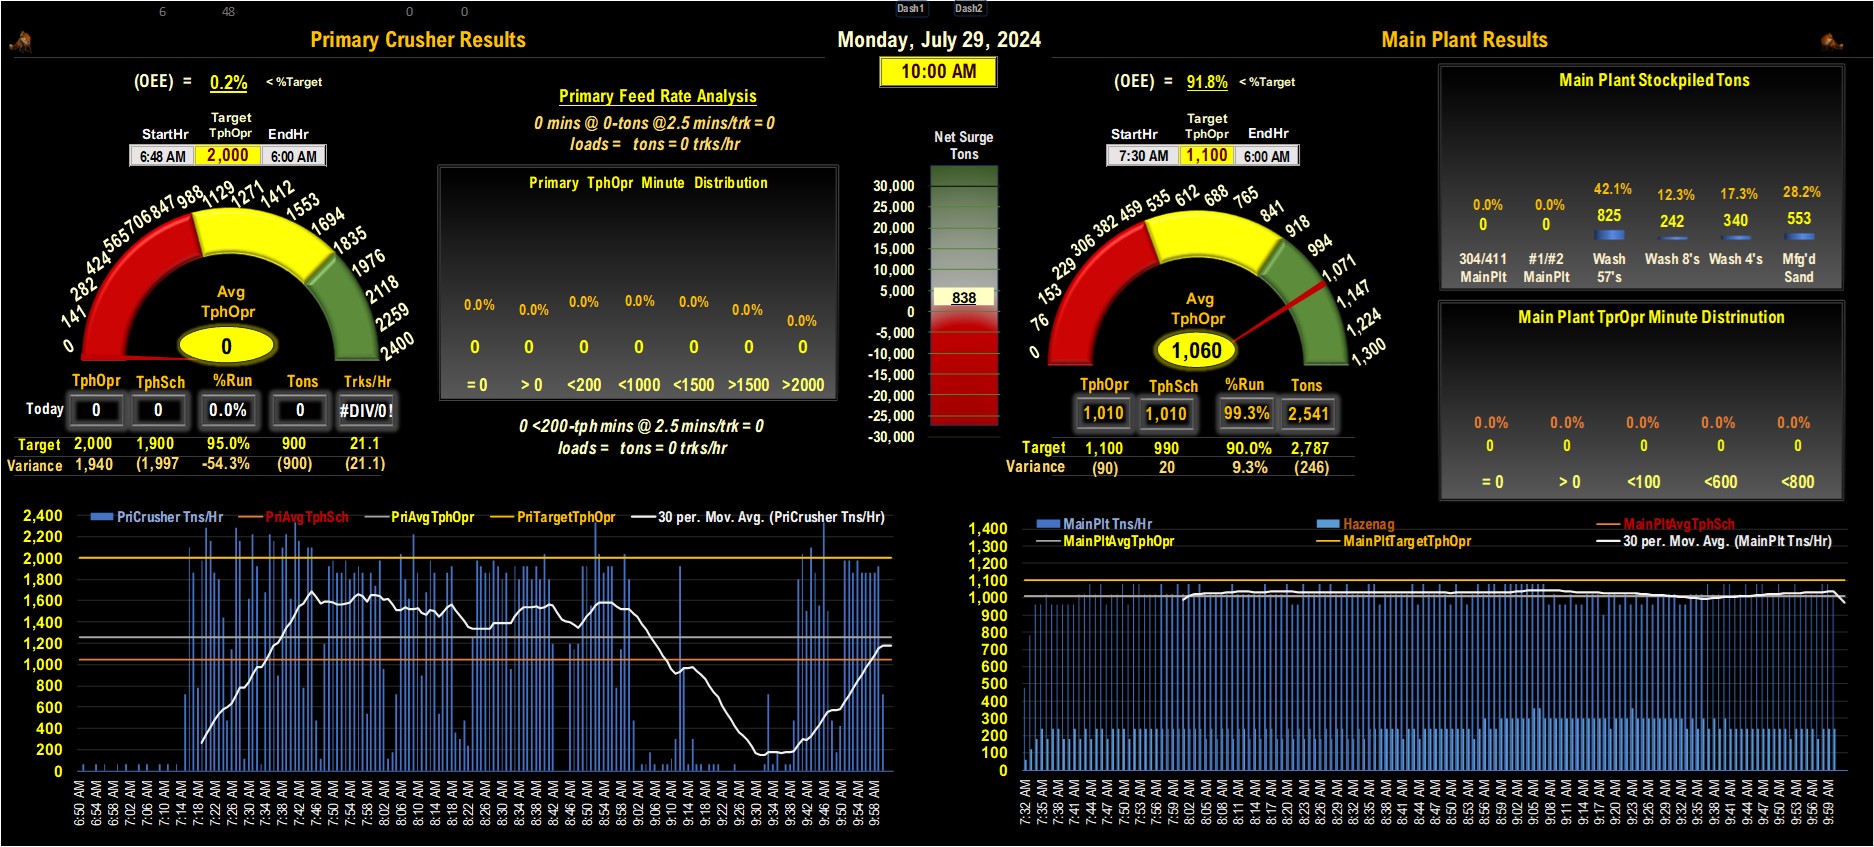 6 48 0 0 Dash1 Dash2
Primary Crusher Results
Monday, July 29, 2024
10:00 AM
Main Plant Results
(OEE) = 0.2% < %Target
Target
StartHr TphOpr EndHr
6:48 AM 2,000 6:00 AM
0 141 282 424 565 706 847 988 1129 1271 1412 1553 1694 1835 1976 2118 2259 2400
Avg
TphOpr
0
TphOpr TphSch %Run Tons Trks/Hr
Today 0 0 0.0% 0 #DIV/0!
Target 2,000 1,900 95.0% 900 21.1
Variance 1,940 (1,997 -54.3% (900) (21.1)
Primary Feed Rate Analysis
0 mins @ 0-tons @2.5 mins/trk = 0
loads = tons = 0 trks/hr
Primary TphOpr Minute Distribution
0.0% 0.0% 0.0% 0.0% 0.0% 0.0% 0.0%
0 0 0 0 0 0 0
= 0 > 0 <200 <1000 <1500 >1500 >2000
0 <200-tph mins @ 2.5 mins/trk = 0
loads = tons = 0 trks/hr
Net Surge
Tons
30,000
25,000
20,000
15,000
10,000
5,000
838
0
-5,000
-10,000
-15,000
-20,000
-25,000
-30,000
(OEE) = 91.8% < %Target
Target
StartHr TphOpr EndHr
7:30 AM 1,100 6:00 AM
0 76 153 229 306 382 459 535 612 688 765 841 918 994 1,071 1,147 1,224 1,300
Avg
TphOpr
1,060
TphOpr TphSch %Run Tons
1,010 1,010 99.3% 2,541
Target 1,100 990 90.0% 2,787
Variance (90) 20 9.3% (246)
Main Plant Stockpiled Tons
0.0% 0.0% 42.1% 12.3% 17.3% 28.2%
0 0 825 242 340 553
304/411 #1/#2 Wash Wash 8's Wash 4's Mfg'd
MainPlt MainPlt 57's Sand
Main Plant TprOpr Minute Distrinution
0.0% 0.0% 0.0% 0.0% 0.0%
0 0 0 0 0
= 0 > 0 <100 <600 <800
PriCrusher Tns/Hr PriAvgTphSch PriAvgTphOpr PriTargetTphOpr 30 per. Mov. Avg. (PriCrusher Tns/Hr)
2,400
2,200
2,000
1,800
1,600
1,400
1,200
1,000
800
600
400
200
0
6:50 AM 6:54 AM 6:58 AM 7:02 AM 7:06 AM 7:10 AM 7:14 AM 7:18 AM 7:22 AM 7:26 AM 7:30 AM 7:34 AM 7:38 AM 7:42 AM 7:46 AM 7:50 AM 7:54 AM 7:58 AM 8:02 AM 8:06 AM 8:10 AM 8:14 AM 8:18 AM 8:22 AM 8:26 AM 8:30 AM 8:34 AM 8:38 AM 8:42 AM 8:46 AM 8:50 AM 8:54 AM 8:58 AM 9:02 AM 9:06 AM 9:10 AM 9:14 AM 9:18 AM 9:22 AM 9:26 AM 9:30 AM 9:34 AM 9:38 AM 9:42 AM 9:46 AM 9:50 AM 9:54 AM 9:58 AM
MainPlt Tns/Hr Hazenag MainPltAvgTphSch
MainPltAvgTphOpr MainPltTargetTphOpr 30 per. Mov. Avg. (MainPlt Tns/Hr)
1,400
1,300
1,200
1,100
1,000
900
800
700
600
500
400
300
200
100
0
7:32 AM 7:35 AM 7:38 AM 7:41 AM 7:44 AM 7:47 AM 7:50 AM 7:53 AM 7:56 AM 7:59 AM 8:02 AM 8:05 AM 8:08 AM 8:11 AM 8:14 AM 8:17 AM 8:20 AM 8:23 AM 8:26 AM 8:29 AM 8:32 AM 8:35 AM 8:38 AM 8:41 AM 8:44 AM 8:47 AM 8:50 AM 8:53 AM 8:56 AM 8:59 AM 9:02 AM 9:05 AM 9:08 AM 9:11 AM 9:14 AM 9:17 AM 9:20 AM 9:23 AM 9:26 AM 9:29 AM 9:32 AM 9:35 AM 9:38 AM 9:41 AM 9:44 AM 9:47 AM 9:50 AM 9:53 AM 9:56 AM 9:59 AM